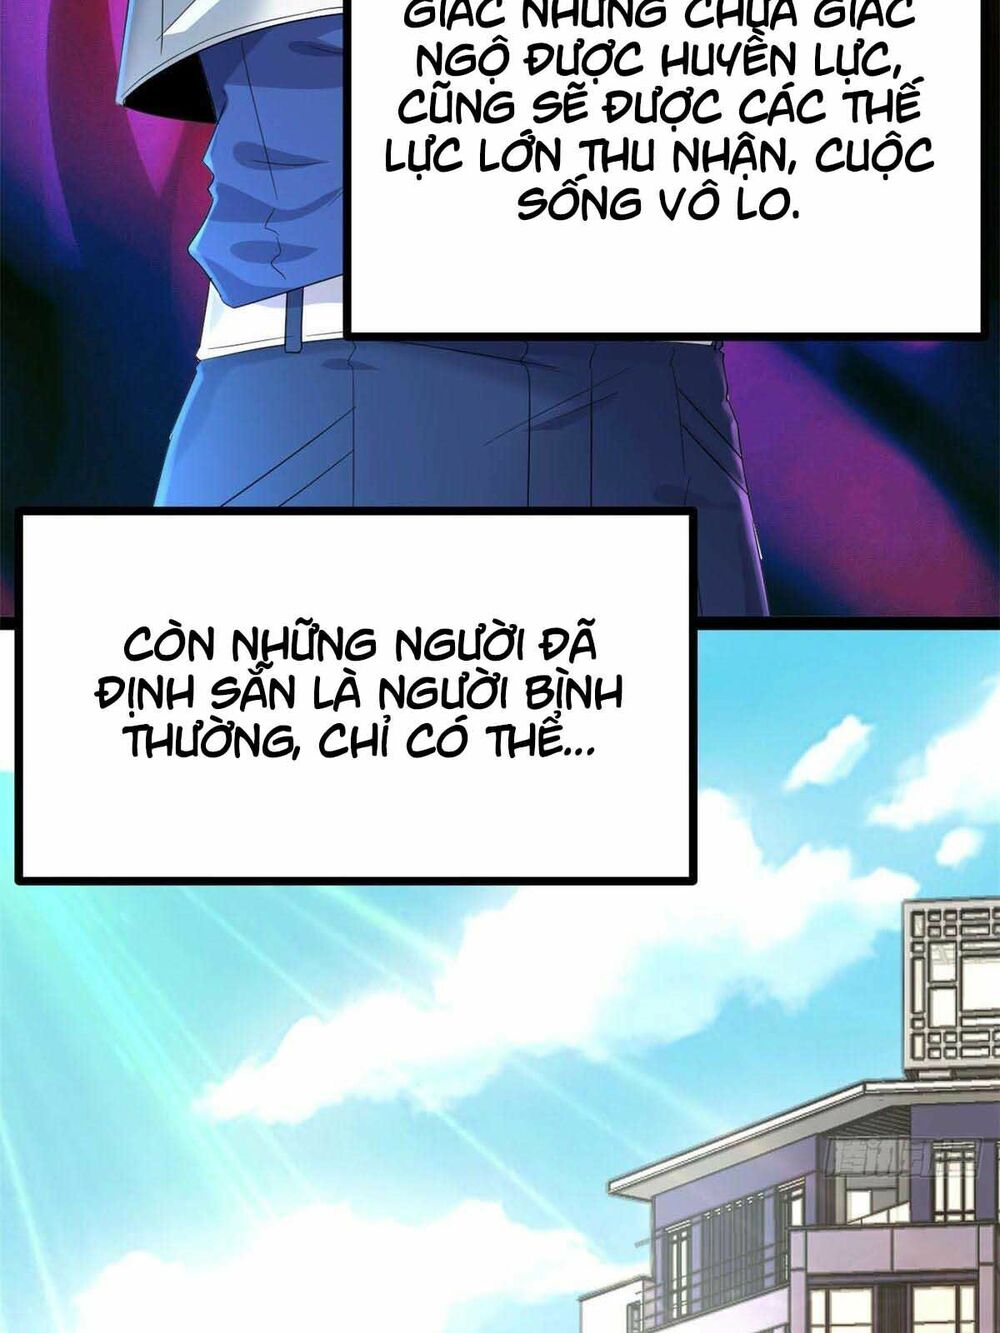 GIÁC NHƯNG CHƯA GIÁC
NGỘ ĐƯỢC HUYỀN LỰC,
CŨNG SẼ ĐƯỢC CÁC THẾ
LỰC LỚN THU NHẬN, CUỘC
SỐNG VÔ LO.
CÒN NHỮNG NGƯỜI ĐÃ
ĐỊNH SẴN LÀ NGƯỜI BÌNH
THƯỜNG, CHỈ CÓ THỂ...